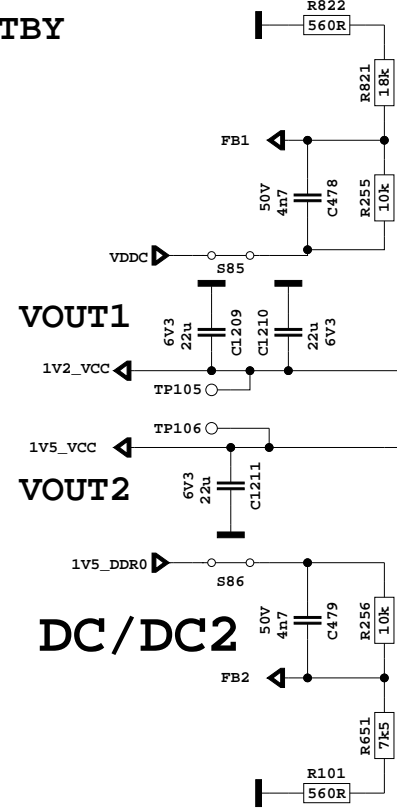 TBY
R822
560R
R821
18k
FB1
50V
4n7
C478
R255
10k
VDDC
S85
VOUT1
6V3
22u
C1209
C1210
22u
6V3
1V2_VCC
TP105
TP106
1V5_VCC
VOUT2
6V3
22u
C1211
1V5_DDR0
S86
DC/DC2
50V
4n7
C479
R256
10k
FB2
R651
7k5
R101
560R